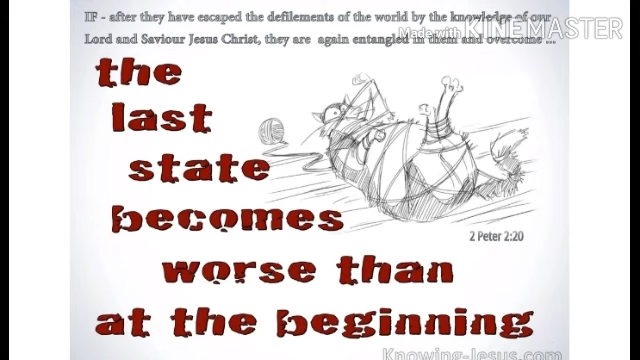 IF - after they have escaped the defilements of the world by the knowledge of our
Made with KINEMASTER
Lord and Saviour Jesus Christ, they are again entangled in them and overcome ...
the
last
state
becomes
2 Peter 2:20
worse than
at the beginning
Knowing-Jesus.com